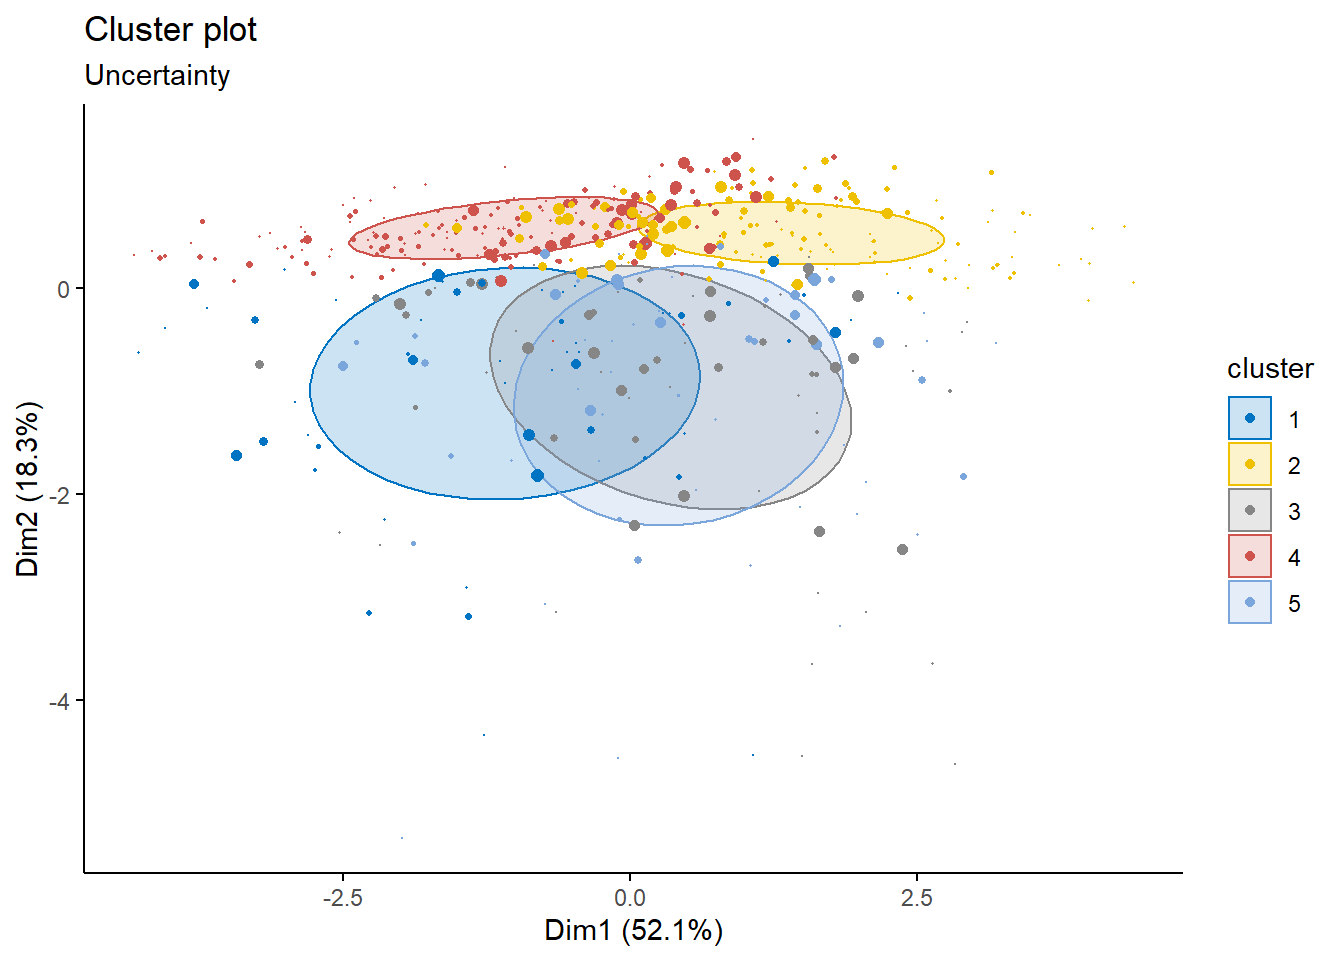 Cluster plot
Uncertainty
0
-2
-4
-2.5
0.0
2.5
Dim1 (52.1%)
Dim2 (18.3%)
cluster
1
2
3
4
5